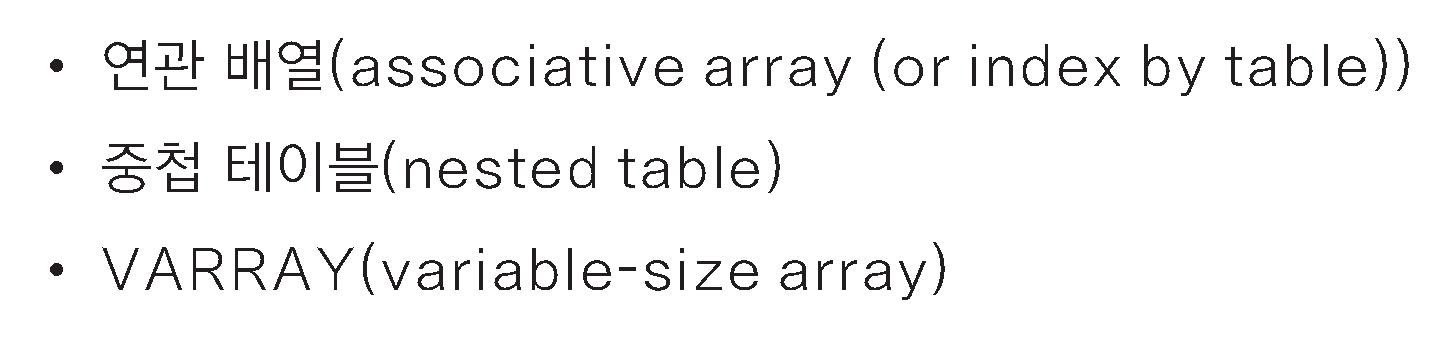 • 연관 배열(associative array (or index by table))
• 중첩 테이블(nested table)
• VARRAY(variable-size array)